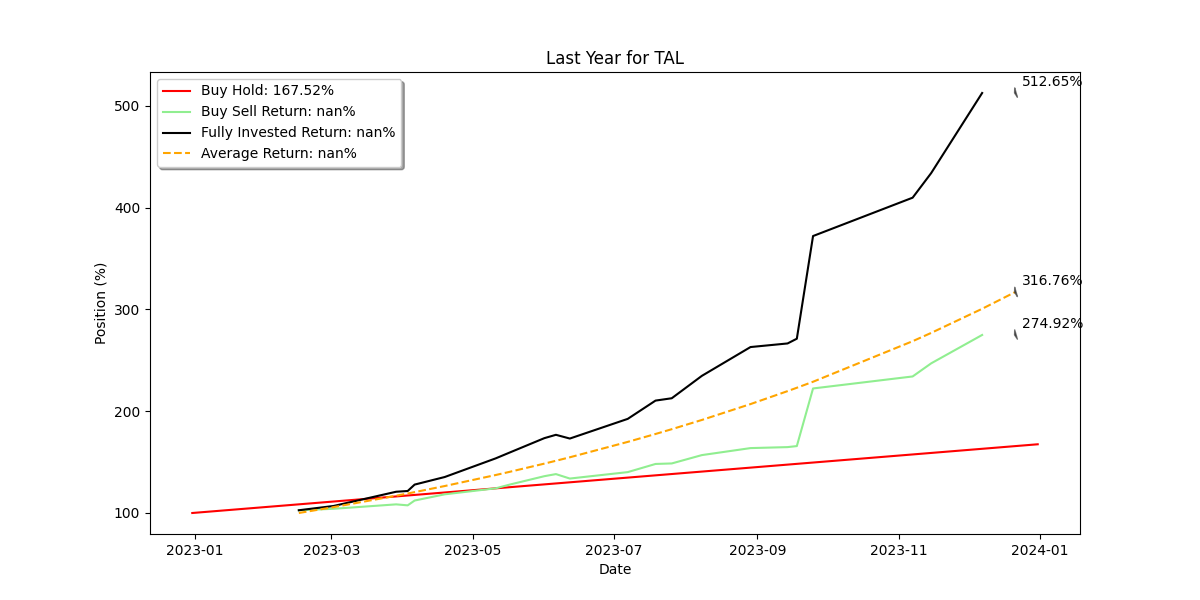 Last Year for TAL
Buy Hold: 167.52%
Buy Sell Return: nan%
Fully Invested Return: nan%
Average Return: nan%
512.65%
316.76%
274.92%
Position (%)
500
400
300
200
100
2023-01
2023-03
2023-05
2023-07
2023-09
2023-11
2024-01
Date